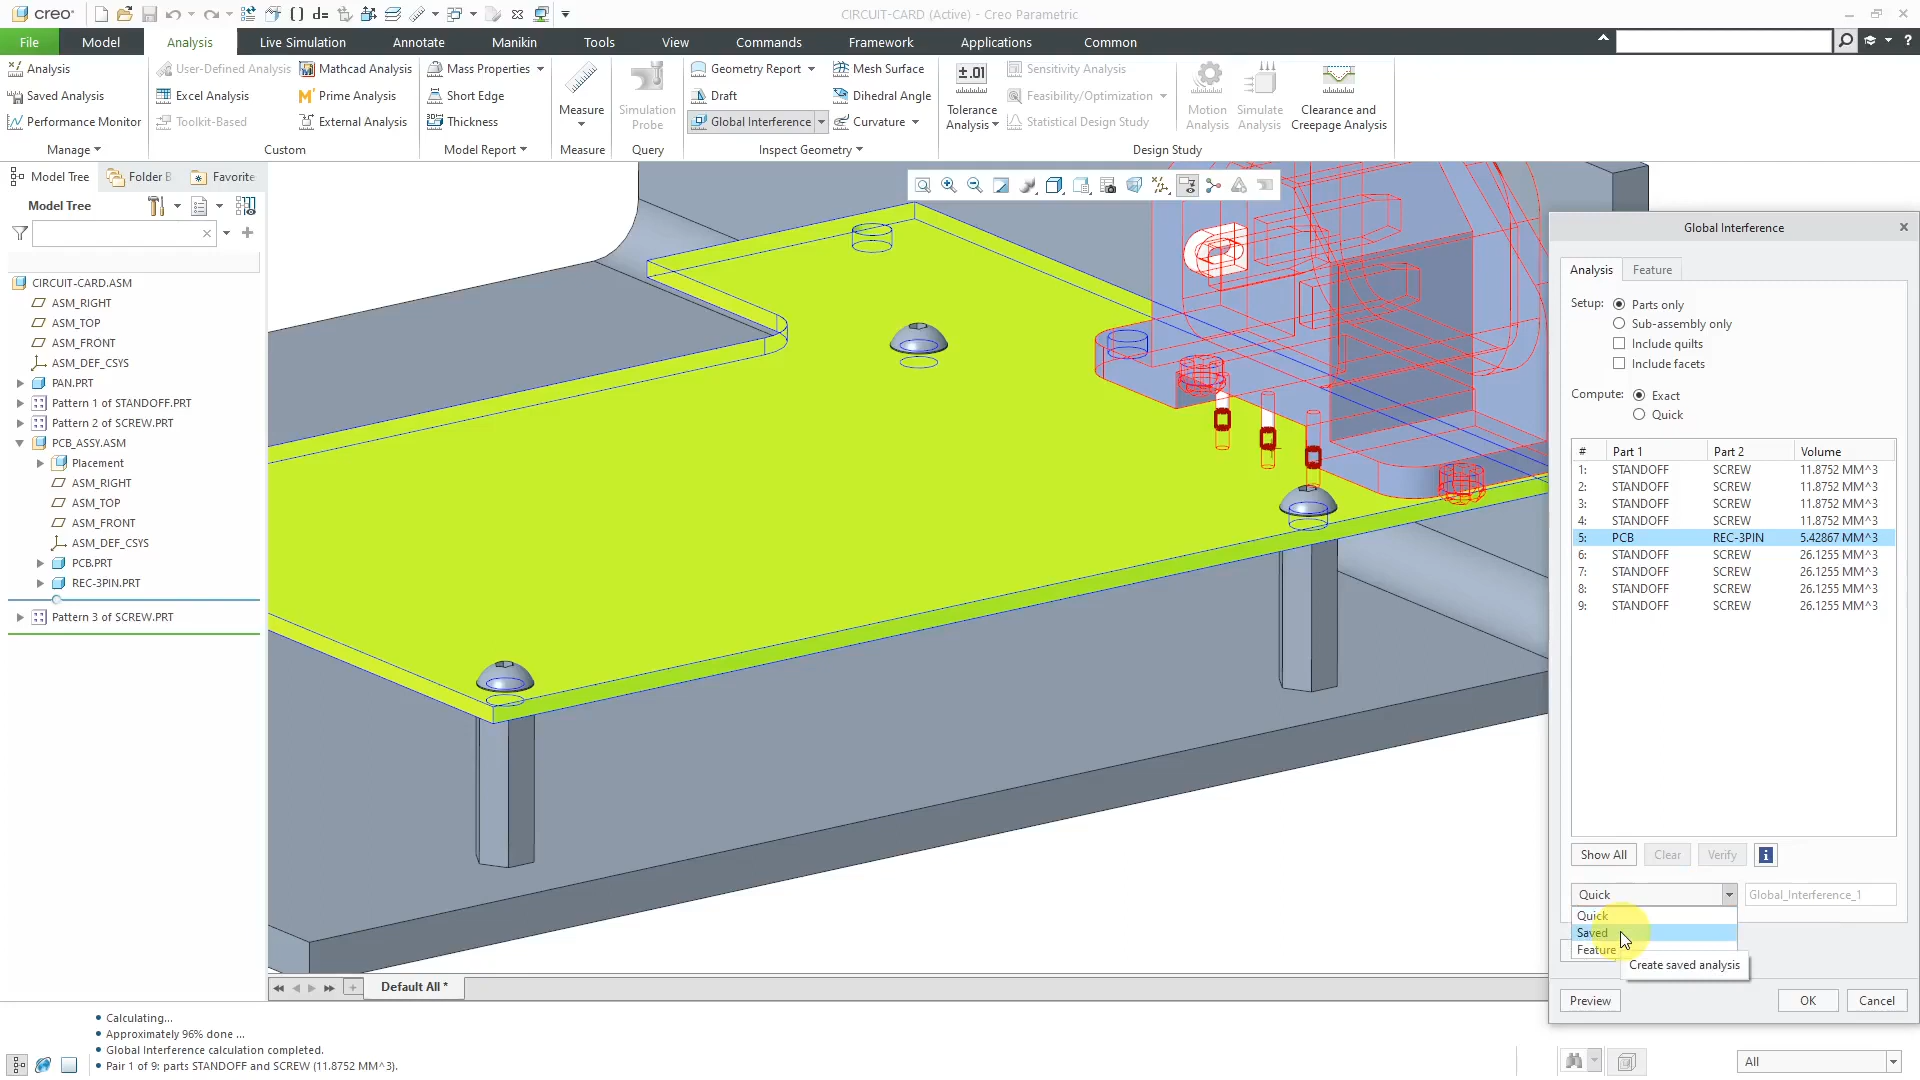 creo
CIRCUIT-CARD (Active) - Creo Parametric
File Model Analysis Live Simulation Annotate Manikin Tools View Commands Framework Applications Common
Analysis
Saved Analysis
Performance Monitor
Manage
User-Defined Analysis
Excel Analysis
Toolkit-Based
Mathcad Analysis
Prime Analysis
External Analysis
Custom
Mass Properties
Short Edge
Thickness
Model Report
Measure
Measure
Simulation Probe
Query
Geometry Report
Draft
Global Interference
Mesh Surface
Dihedral Angle
Curvature
Inspect Geometry
±.01
Tolerance Analysis
Sensitivity Analysis
Feasibility/Optimization
Statistical Design Study
Motion Analysis
Simulate Analysis
Clearance and Creepage Analysis
Design Study
Model Tree
Folder B
Favorite
Model Tree
CIRCUIT-CARD.ASM
ASM_RIGHT
ASM_TOP
ASM_FRONT
ASM_DEF_CSYS
PAN.PRT
Pattern 1 of STANDOFF.PRT
Pattern 2 of SCREW.PRT
PCB_ASSY.ASM
Placement
ASM_RIGHT
ASM_TOP
ASM_FRONT
ASM_DEF_CSYS
PCB.PRT
REC-3PIN.PRT
Pattern 3 of SCREW.PRT
Global Interference
Analysis
Feature
Setup:
Parts only
Sub-assembly only
Include quilts
Include facets
Compute:
Exact
Quick
# Part 1 Part 2 Volume
1: STANDOFF SCREW 11.8752 MM^3
2: STANDOFF SCREW 11.8752 MM^3
3: STANDOFF SCREW 11.8752 MM^3
4: STANDOFF SCREW 11.8752 MM^3
5: PCB REC-3PIN 5.42867 MM^3
6: STANDOFF SCREW 26.1255 MM^3
7: STANDOFF SCREW 26.1255 MM^3
8: STANDOFF SCREW 26.1255 MM^3
9: STANDOFF SCREW 26.1255 MM^3
Show All Clear Verify
Quick
Global_Interference_1
Quick
Saved
Feature
Create saved analysis
Preview OK Cancel
Default All *
Calculating...
Approximately 96% done ...
Global Interference calculation completed.
Pair 1 of 9: parts STANDOFF and SCREW (11.8752 MM^3).
All